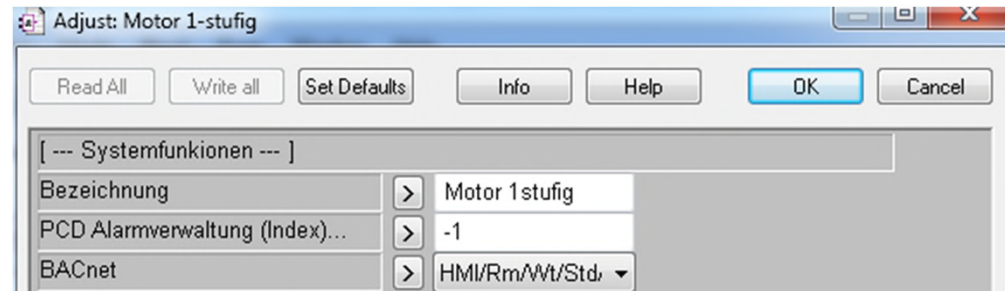 Adjust: Motor 1-stufig
Read All Write all Set Defaults Info Help OK Cancel
[ --- Systemfunkionen --- ]
Bezeichnung > Motor 1stufig
PCD Alarmverwaltung (Index)... > -1
BACnet > HMI/Rm/Wt/Std/